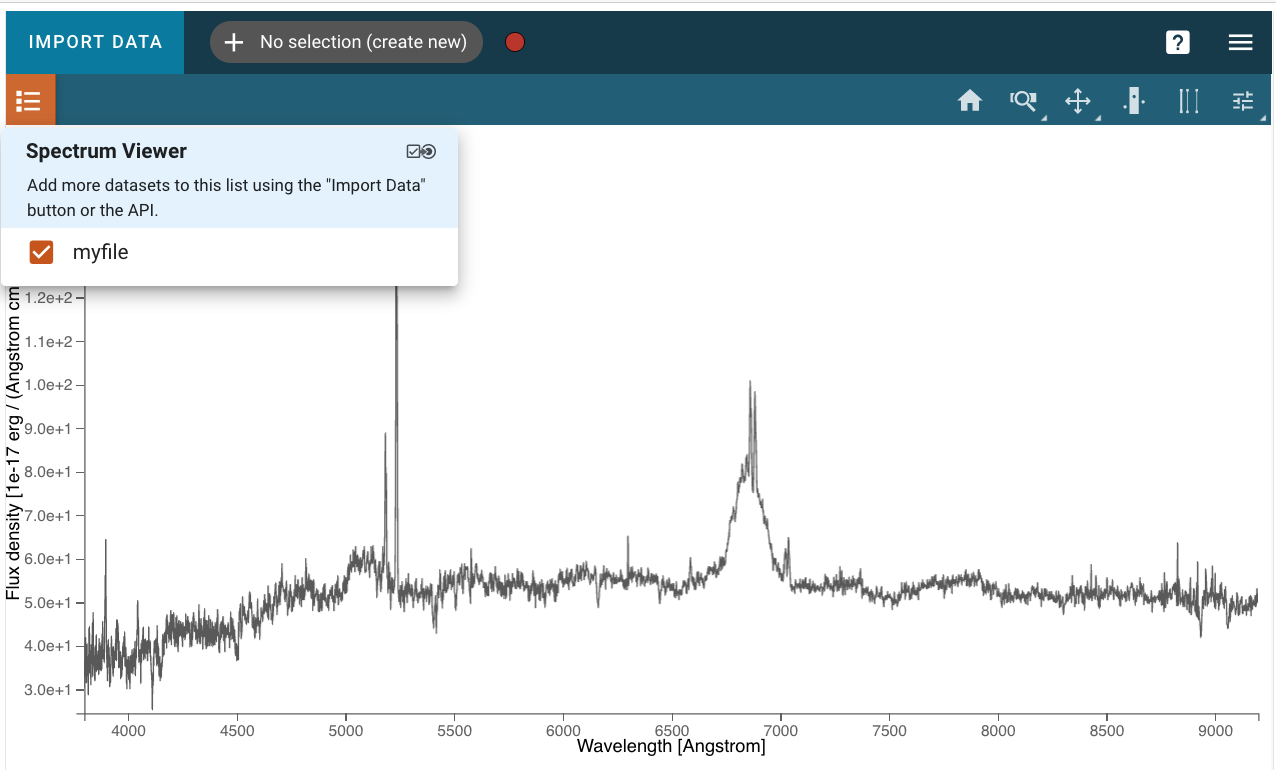 IMPORT DATA
No selection (create new)
?
Spectrum Viewer
Add more datasets to this list using the "Import Data"
button or the API.
myfile
Flux density [1e-17 erg / (Angstrom cm
1.2e+2
1.1e+2
1.0e+2
9.0e+1
8.0e+1
7.0e+1
6.0e+1
5.0e+1
4.0e+1
3.0e+1
4000 4500 5000 5500 6000 6500 7000 7500 8000 8500 9000
Wavelength [Angstrom]